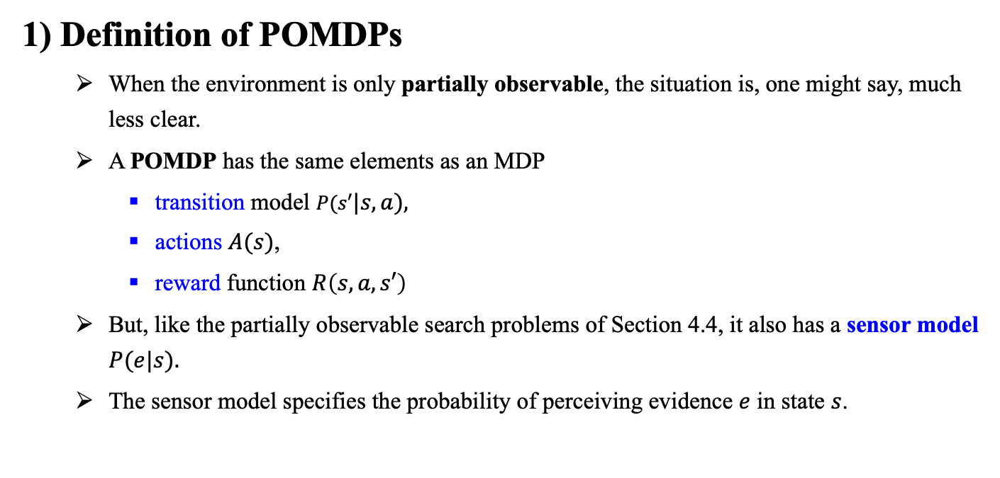 1) Definition of POMDPs
➢ When the environment is only partially observable, the situation is, one might say, much
less clear.
➢ A POMDP has the same elements as an MDP
▪ transition model P(s′|s, a),
▪ actions A(s),
▪ reward function R(s, a, s′)
➢ But, like the partially observable search problems of Section 4.4, it also has a sensor model
P(e|s).
➢ The sensor model specifies the probability of perceiving evidence e in state s.